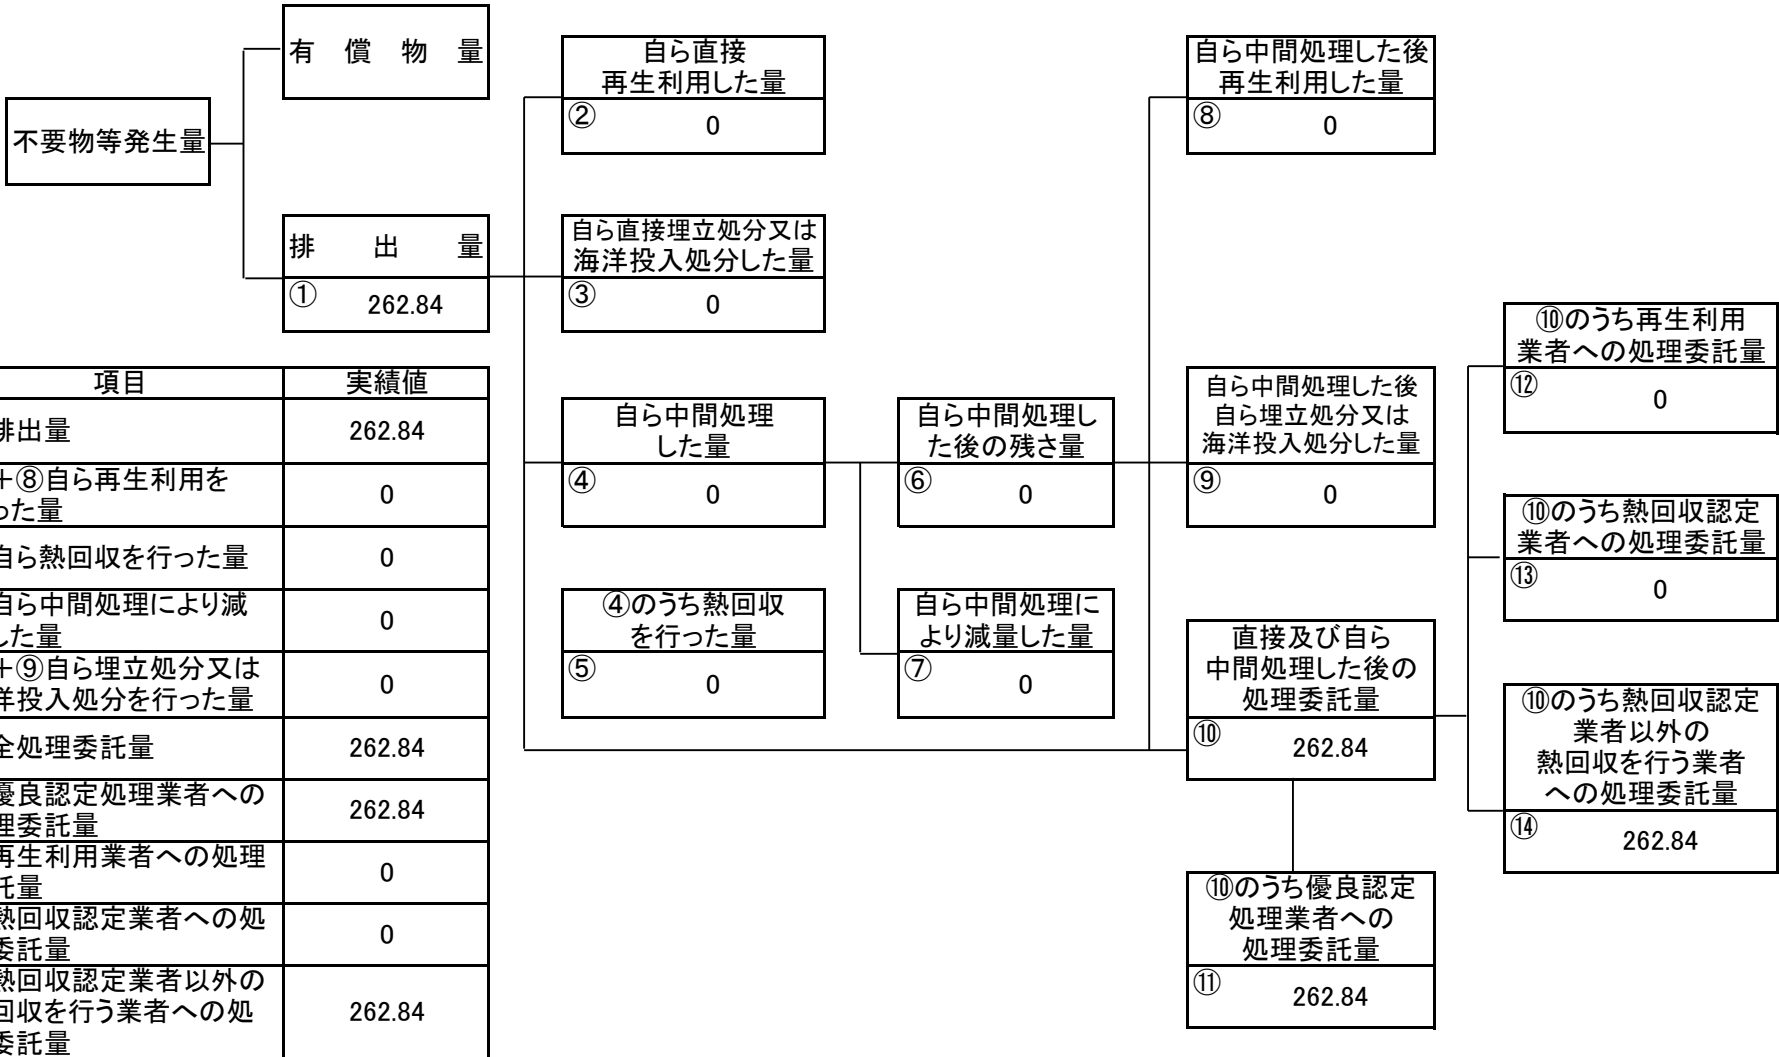 有償物量
不要物等発生量
排出量
① 262.84
自ら直接
再生利用した量
② 0
自ら直接埋立処分又は
海洋投入処分した量
③ 0
自ら中間処理
した量
④ 0
④のうち熱回収
を行った量
⑤ 0
自ら中間処理し
た後の残さ量
⑥ 0
自ら中間処理に
より減量した量
⑦ 0
自ら中間処理した後
再生利用した量
⑧ 0
自ら中間処理した後
自ら埋立処分又は
海洋投入処分した量
⑨ 0
直接及び自ら
中間処理した後の
処理委託量
⑩ 262.84
⑩のうち優良認定
処理業者への
処理委託量
⑪ 262.84
⑩のうち再生利用
業者への処理委託量
⑫ 0
⑩のうち熱回収認定
業者への処理委託量
⑬ 0
⑩のうち熱回収認定
業者以外の
熱回収を行う業者
への処理委託量
⑭ 262.84
項目 実績値
排出量 262.84
+⑧自ら再生利用を
った量 0
自ら熱回収を行った量 0
自ら中間処理により減
した量 0
+⑨自ら埋立処分又は
洋投入処分を行った量 0
全処理委託量 262.84
優良認定処理業者への
理委託量 262.84
再生利用業者への処理
託量 0
熱回収認定業者への処
委託量 0
熱回収認定業者以外の
回収を行う業者への処
委託量 262.84